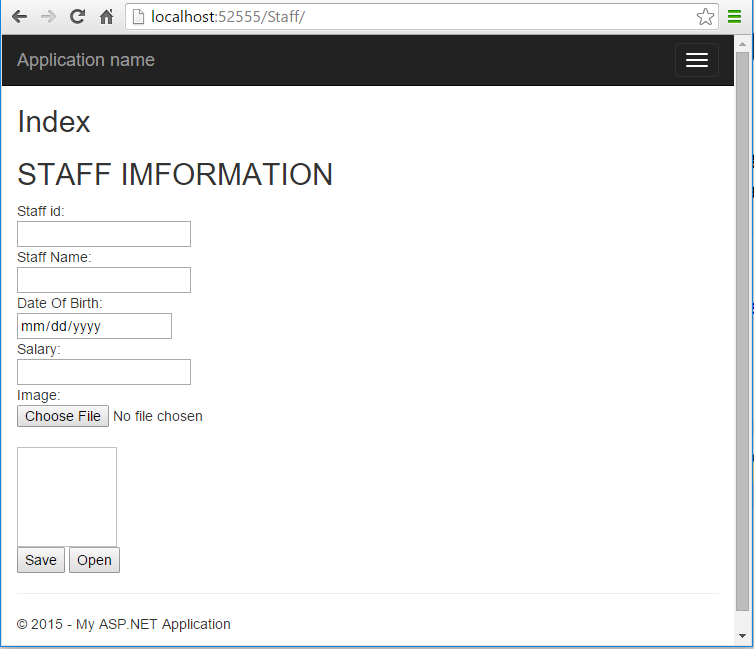 localhost:52555/Staff/
Application name
Index
STAFF IMFORMATION
Staff id:
Staff Name:
Date Of Birth:
mm/dd/yyyy
Salary:
Image:
Choose File No file chosen
Save Open
© 2015 - My ASP.NET Application